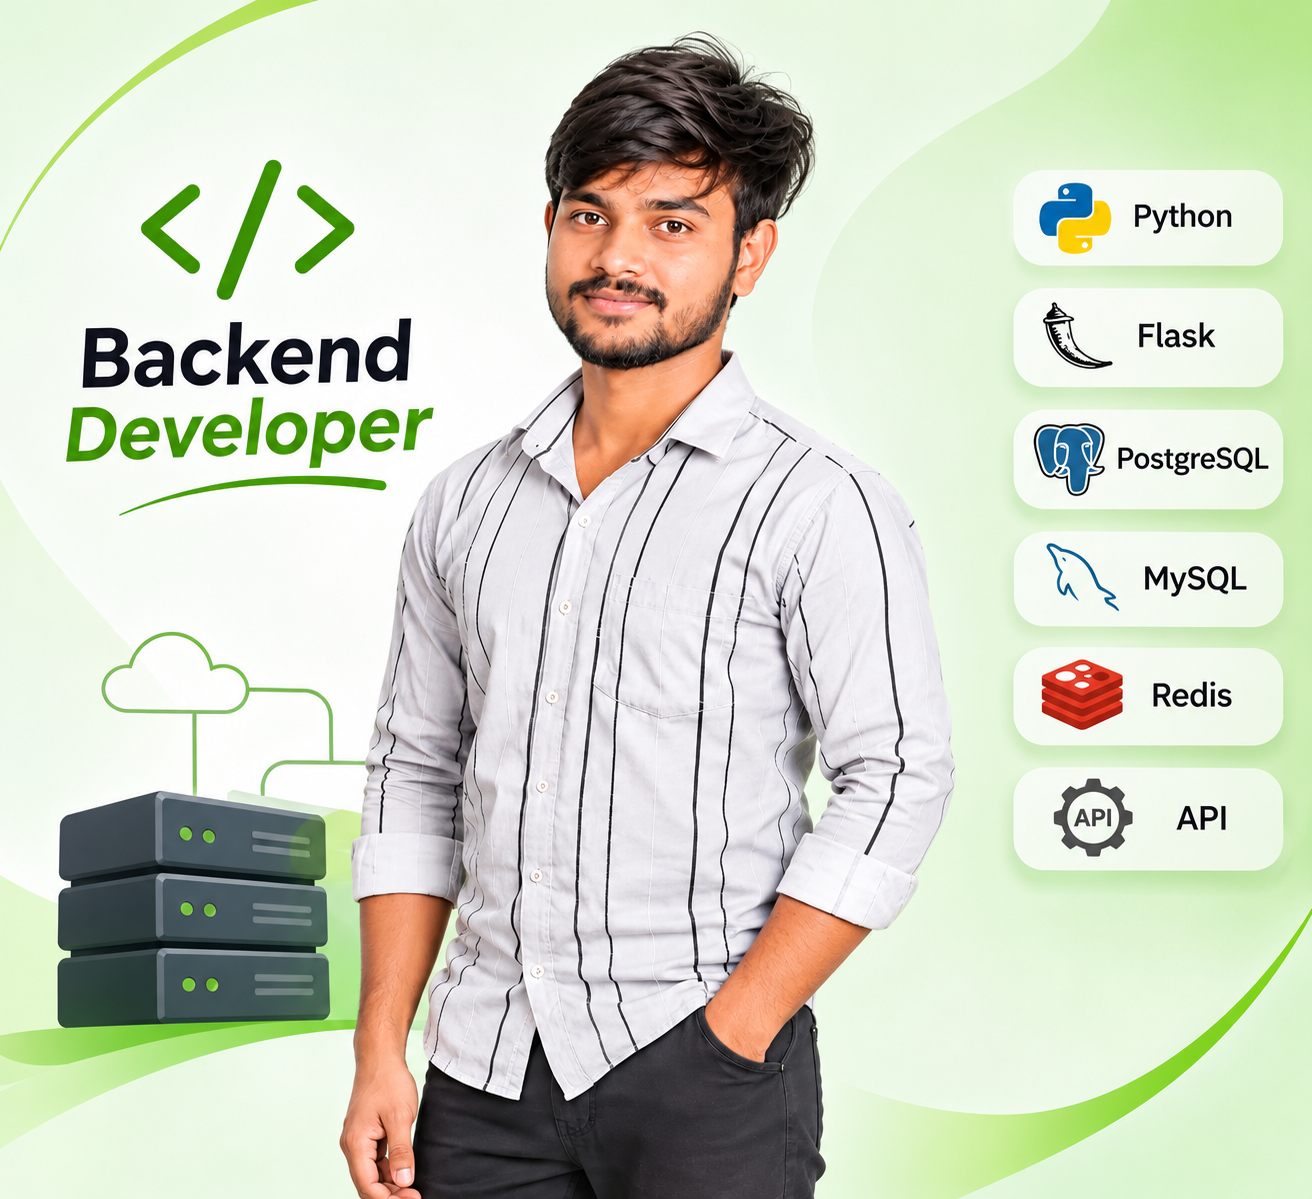 </>
Backend
Developer
Python
Flask
PostgreSQL
MySQL
Redis
API API